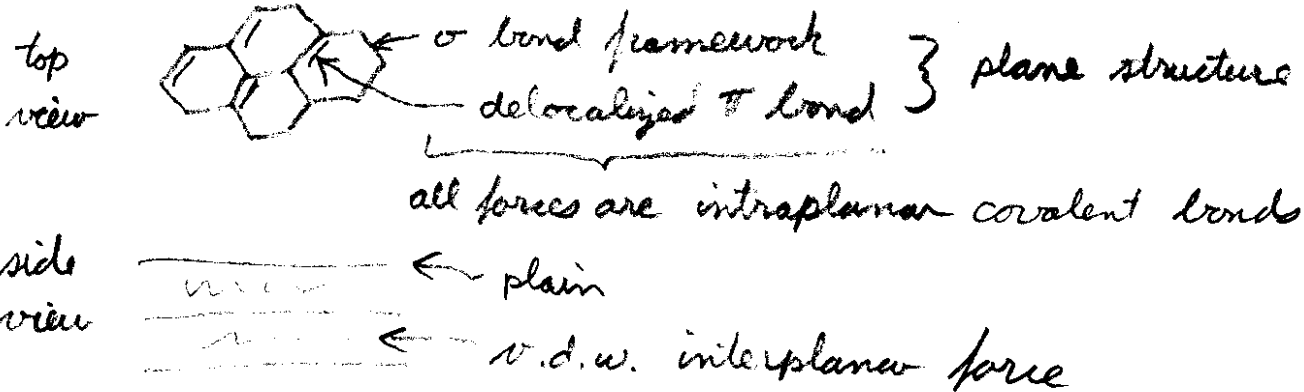 top view
σ bond framework
delocalized π bond
} plane structure
all forces are intraplanar covalent bonds
side view
plain
v.d.w. interplanar force